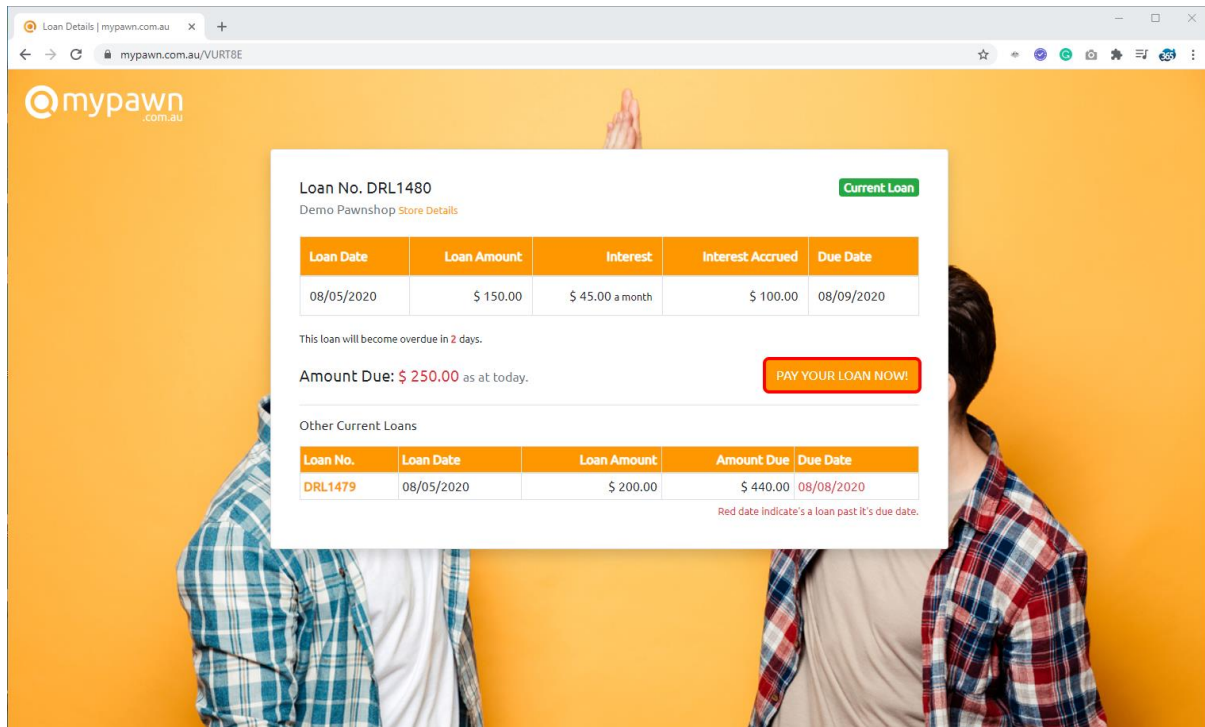 Loan Details | mypawn.com.au
mypawn.com.au/VURT8E
mypawn
.com.au
Loan No. DRL1480
Current Loan
Demo Pawnshop Store Details
Loan Date Loan Amount Interest Interest Accrued Due Date
08/05/2020 $ 150.00 $ 45.00 a month $ 100.00 08/09/2020
This loan will become overdue in 2 days.
Amount Due: $ 250.00 as at today.
PAY YOUR LOAN NOW!
Other Current Loans
Loan No. Loan Date Loan Amount Amount Due Due Date
DRL1479 08/05/2020 $ 200.00 $ 440.00 08/08/2020
Red date indicate's a loan past it's due date.